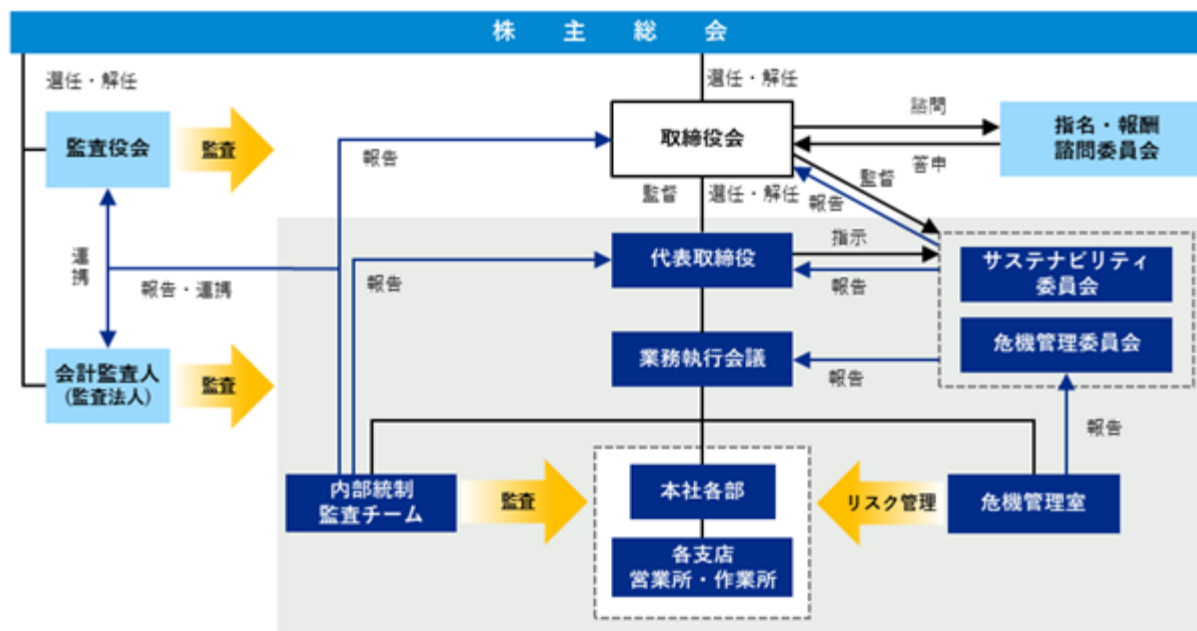 株主総会
選任・解任
選任・解任
監査役会
監査
報告
取締役会
諮問
答申
指名・報酬
諮問委員会
監督
選任・解任
監督
報告
連携
報告・連携
報告
代表取締役
指示
報告
サステナビリティ
委員会
危機管理委員会
業務執行会議
報告
会計監査人
(監査法人)
監査
報告
内部統制
監査チーム
監査
本社各部
各支店
営業所・作業所
リスク管理
危機管理室